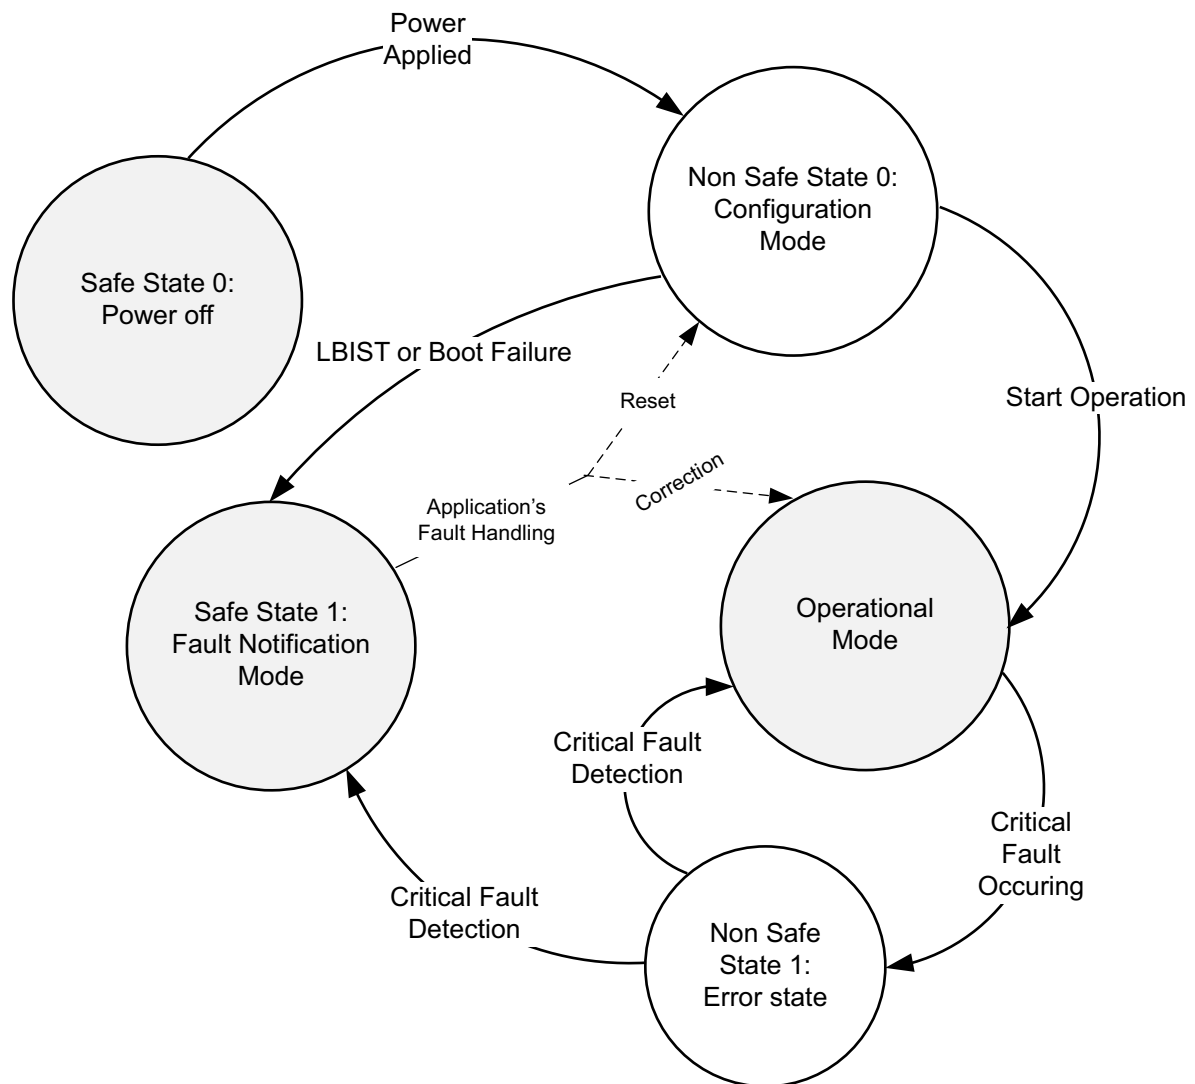 Power
Applied
Non Safe State 0:
Configuration
Mode
Safe State 0:
Power off
LBIST or Boot Failure
Reset
Start Operation
Correction
Application’s
Fault Handling
Safe State 1:
Fault Notification
Mode
Operational
Mode
Critical Fault
Detection
Critical
Fault
Occuring
Critical Fault
Detection
Non Safe
State 1:
Error state